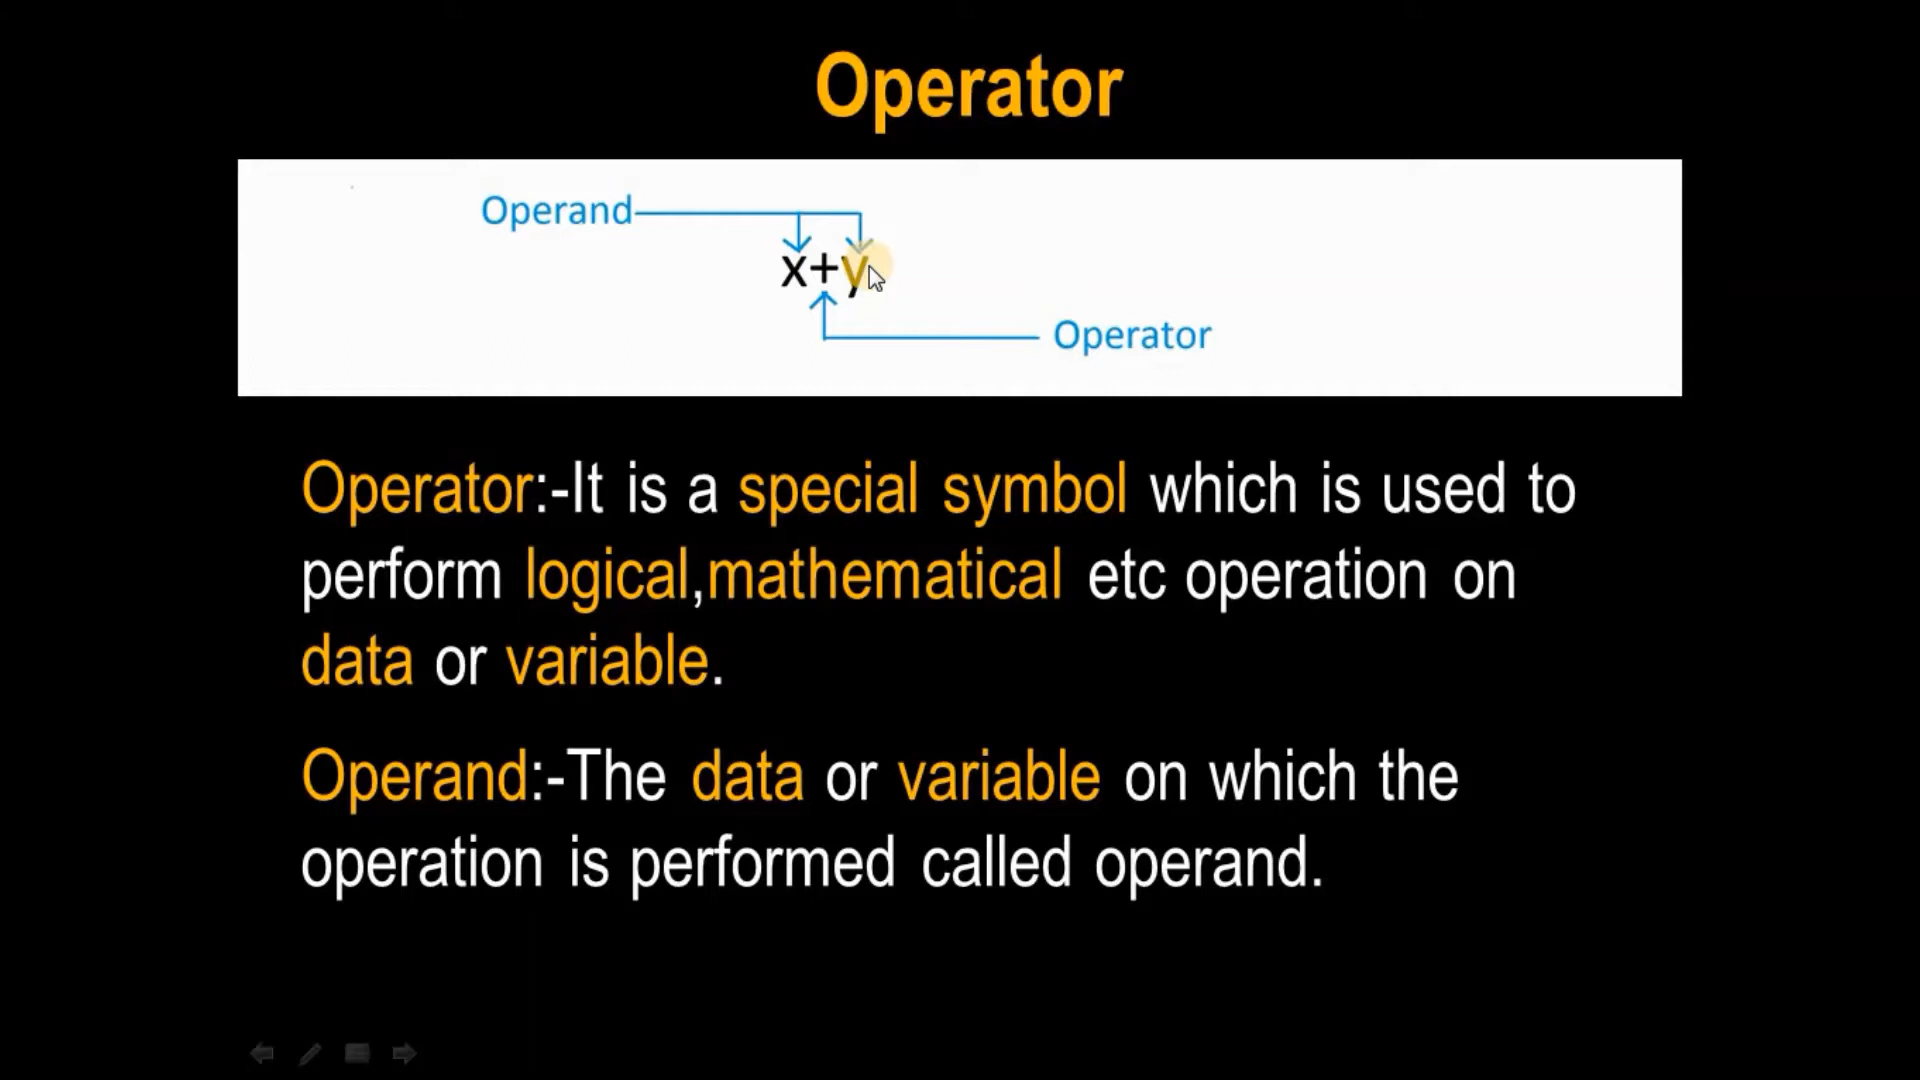 Operator
Operand
x+y
Operator
Operator:-It is a special symbol which is used to
perform logical,mathematical etc operation on
data or variable.
Operand:-The data or variable on which the
operation is performed called operand.